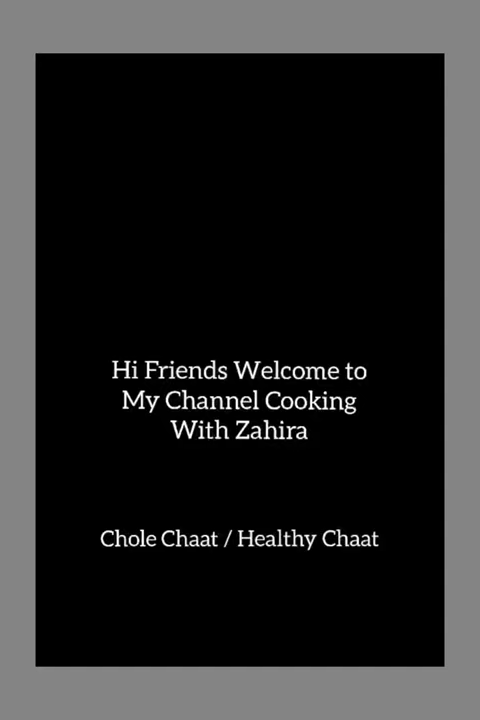 Hi Friends Welcome to
My Channel Cooking
With Zahira
Chole Chaat / Healthy Chaat